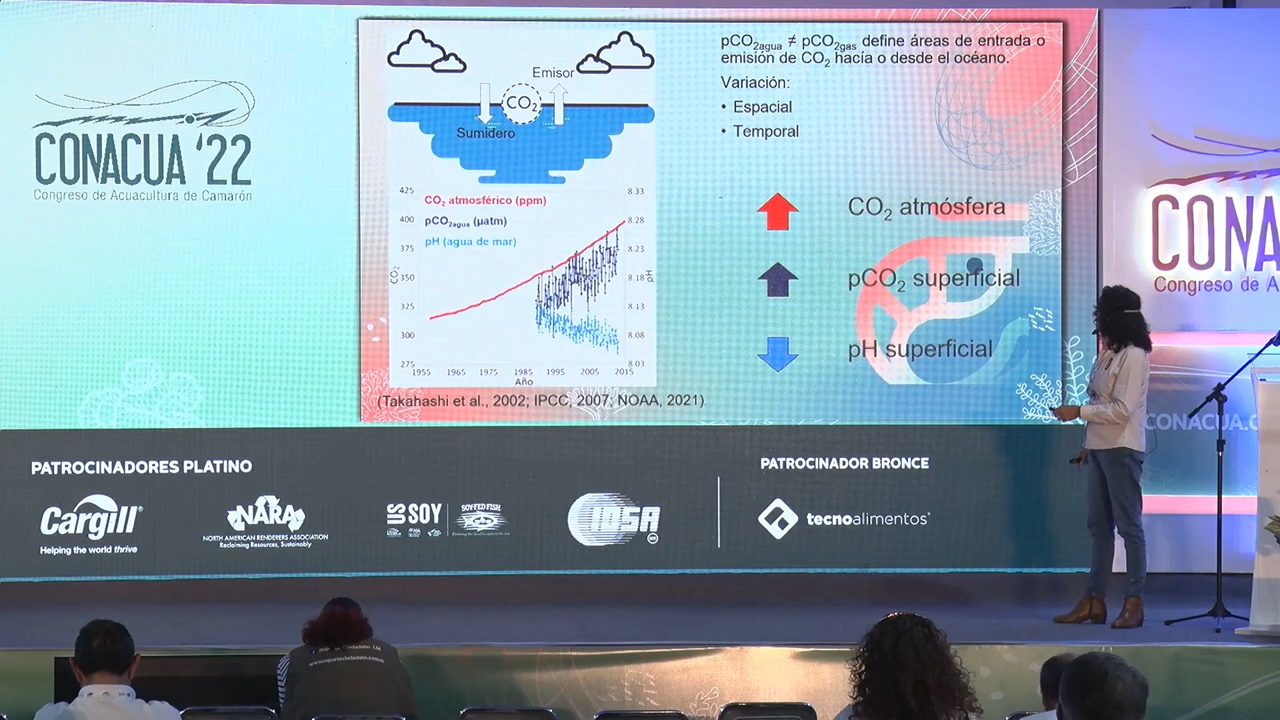 CONACUA '22
Congreso de Acuacultura de Camarón
Emisor
CO₂
Sumidero
425
400
375
350
325
300
275
CO₂
CO₂ atmosférico (ppm)
pCO₂agua (µatm)
pH (agua de mar)
8.33
8.28
8.23
8.18
8.13
8.08
8.03
pH
1955 1965 1975 1985 1995 2005 2015
Año
(Takahashi et al., 2002; IPCC, 2007; NOAA, 2021)
pCO₂agua ≠ pCO₂gas define áreas de entrada o
emisión de CO₂ hacía o desde el océano.
Variación:
• Espacial
• Temporal
CO₂ atmósfera
pCO₂ superficial
pH superficial
CONA
Congreso de A
CONACUA.C
PATROCINADORES PLATINO
Cargill®
Helping the world thrive
NARA
NORTH AMERICAN RENDERERS ASSOCIATION
Reclaiming Resources, Sustainably
US SOY
SOY-FED FISH
IOSA
PATROCINADOR BRONCE
tecnoalimentos